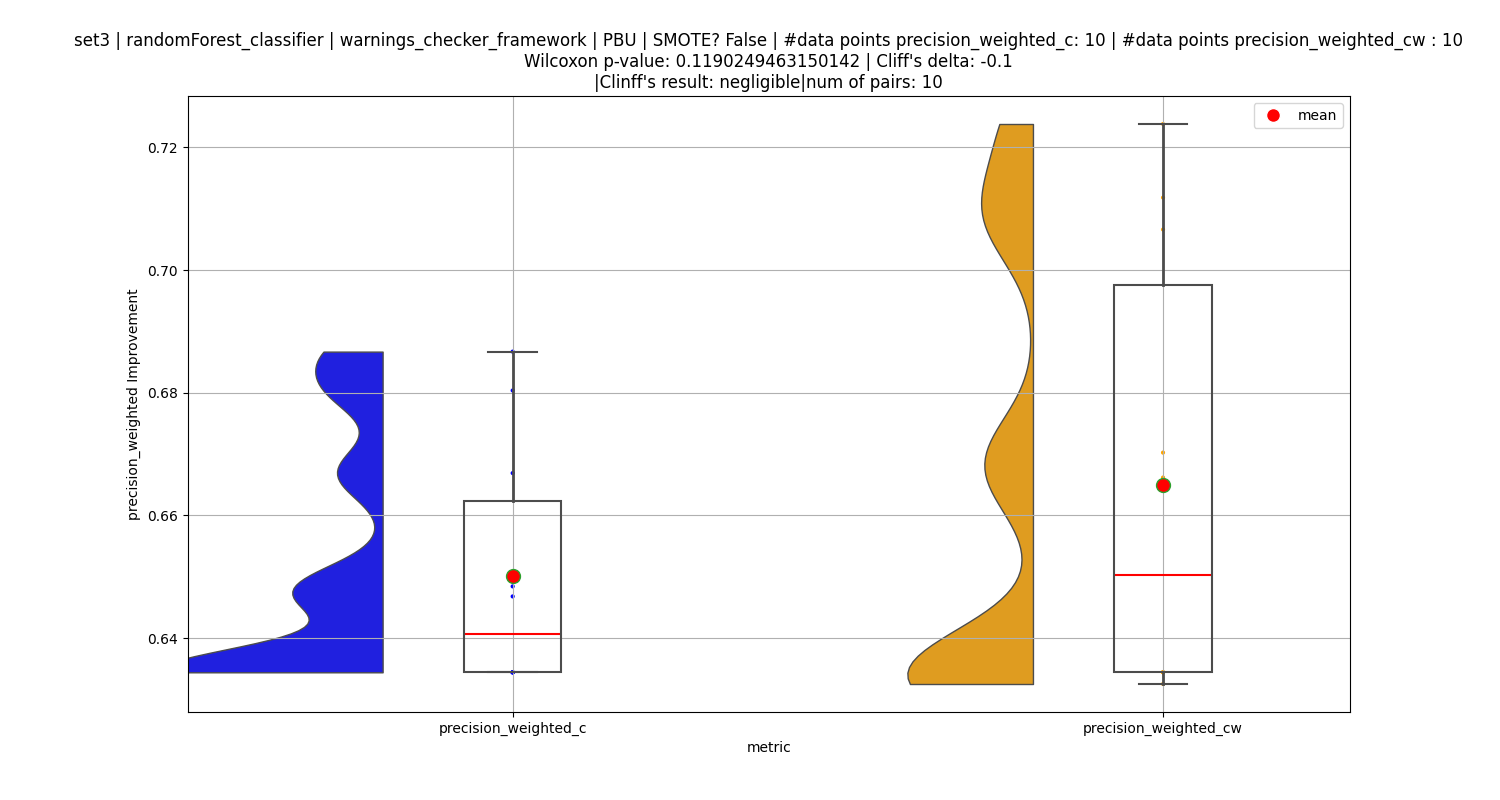 set3 | randomForest_classifier | warnings_checker_framework | PBU | SMOTE? False | #data points precision_weighted_c: 10 | #data points precision_weighted_cw : 10
Wilcoxon p-value: 0.1190249463150142 | Cliff's delta: -0.1
|Clinff's result: negligible|num of pairs: 10
mean
0.72
0.70
0.68
0.66
0.64
precision_weighted Improvement
precision_weighted_c
precision_weighted_cw
metric